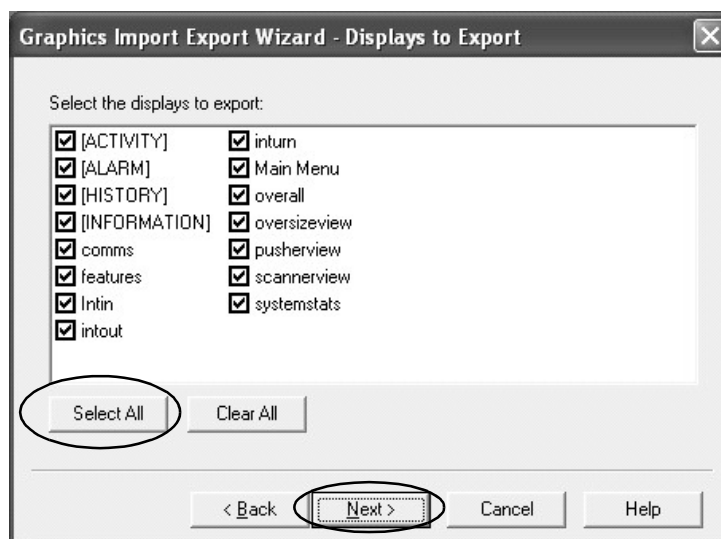 Graphics Import Export Wizard - Displays to Export
Select the displays to export:
[ACTIVITY]
[ALARM]
[HISTORY]
[INFORMATION]
comms
features
Intin
intout
inturn
Main Menu
overall
oversizeview
pusherview
scannerview
systemstats
Select All
Clear All
< Back
Next >
Cancel
Help